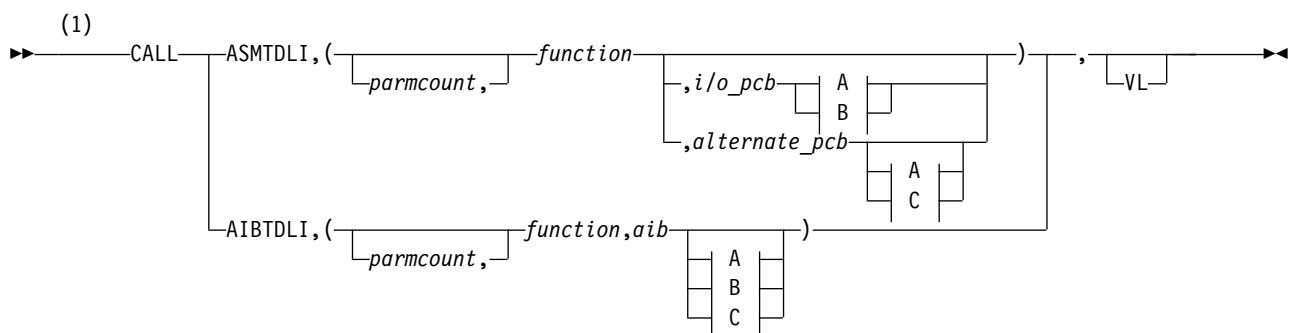 (1)
CALL ASMTDLI,( function ) , 
parmcount, ,i/o_pcb A VL
B
,alternate_pcb
A
C
AIBTDLI,( function,aib )
parmcount, A
B
C